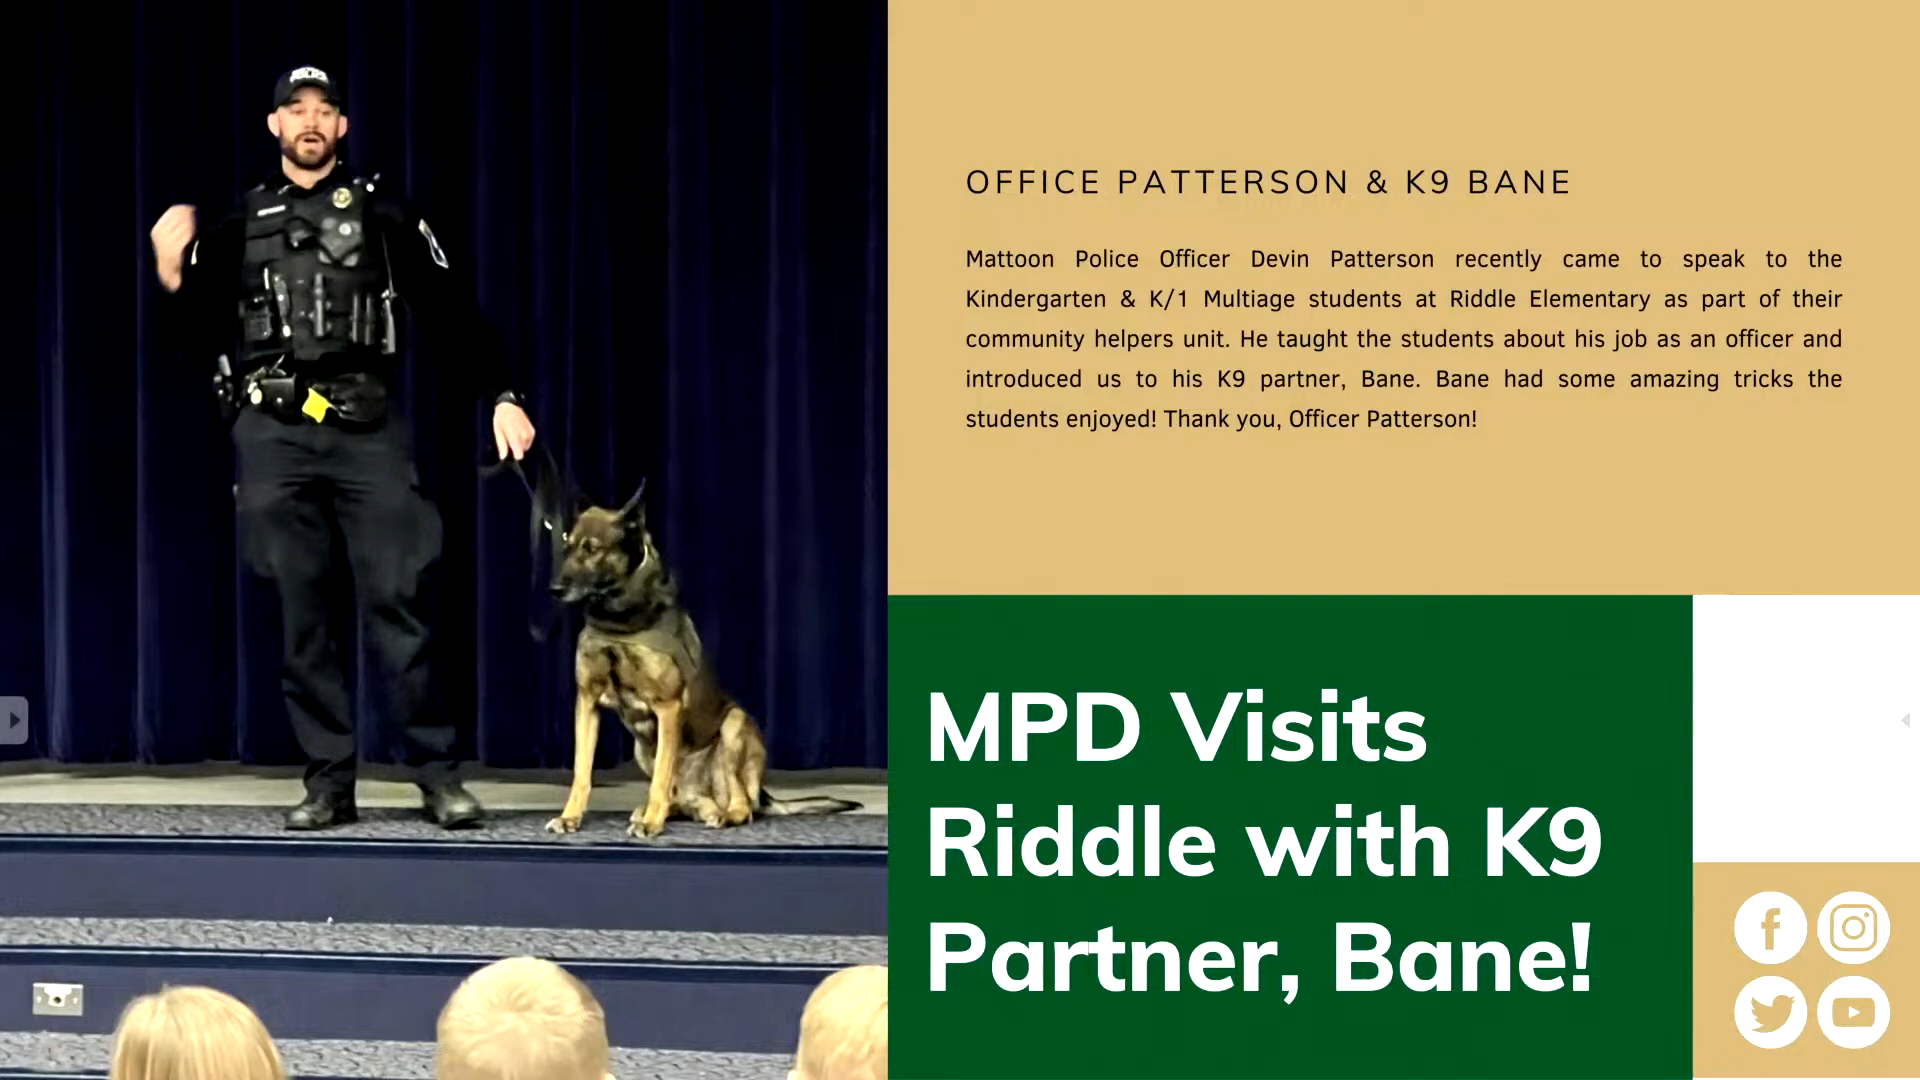 OFFICE PATTERSON & K9 BANE
Mattoon Police Officer Devin Patterson recently came to speak to the
Kindergarten & K/1 Multiage students at Riddle Elementary as part of their
community helpers unit. He taught the students about his job as an officer and
introduced us to his K9 partner, Bane. Bane had some amazing tricks the
students enjoyed! Thank you, Officer Patterson!
MPD Visits
Riddle with K9
Partner, Bane!